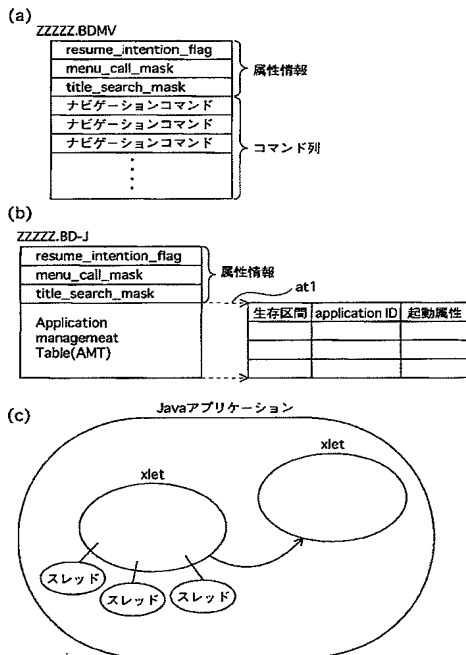 (a)
ZZZZZ.BDMV
resume_intention_flag
menu_call_mask
title_search_mask
属性情報
ナビゲーションコマンド
ナビゲーションコマンド
ナビゲーションコマンド
コマンド列
(b)
ZZZZZ.BD-J
resume_intention_flag
menu_call_mask
title_search_mask
属性情報
at1
Application
managemeat
Table(AMT)
生存区間 application ID 起動属性
(c)
Javaアプリケーション
xlet
xlet
スレッド
スレッド
スレッド